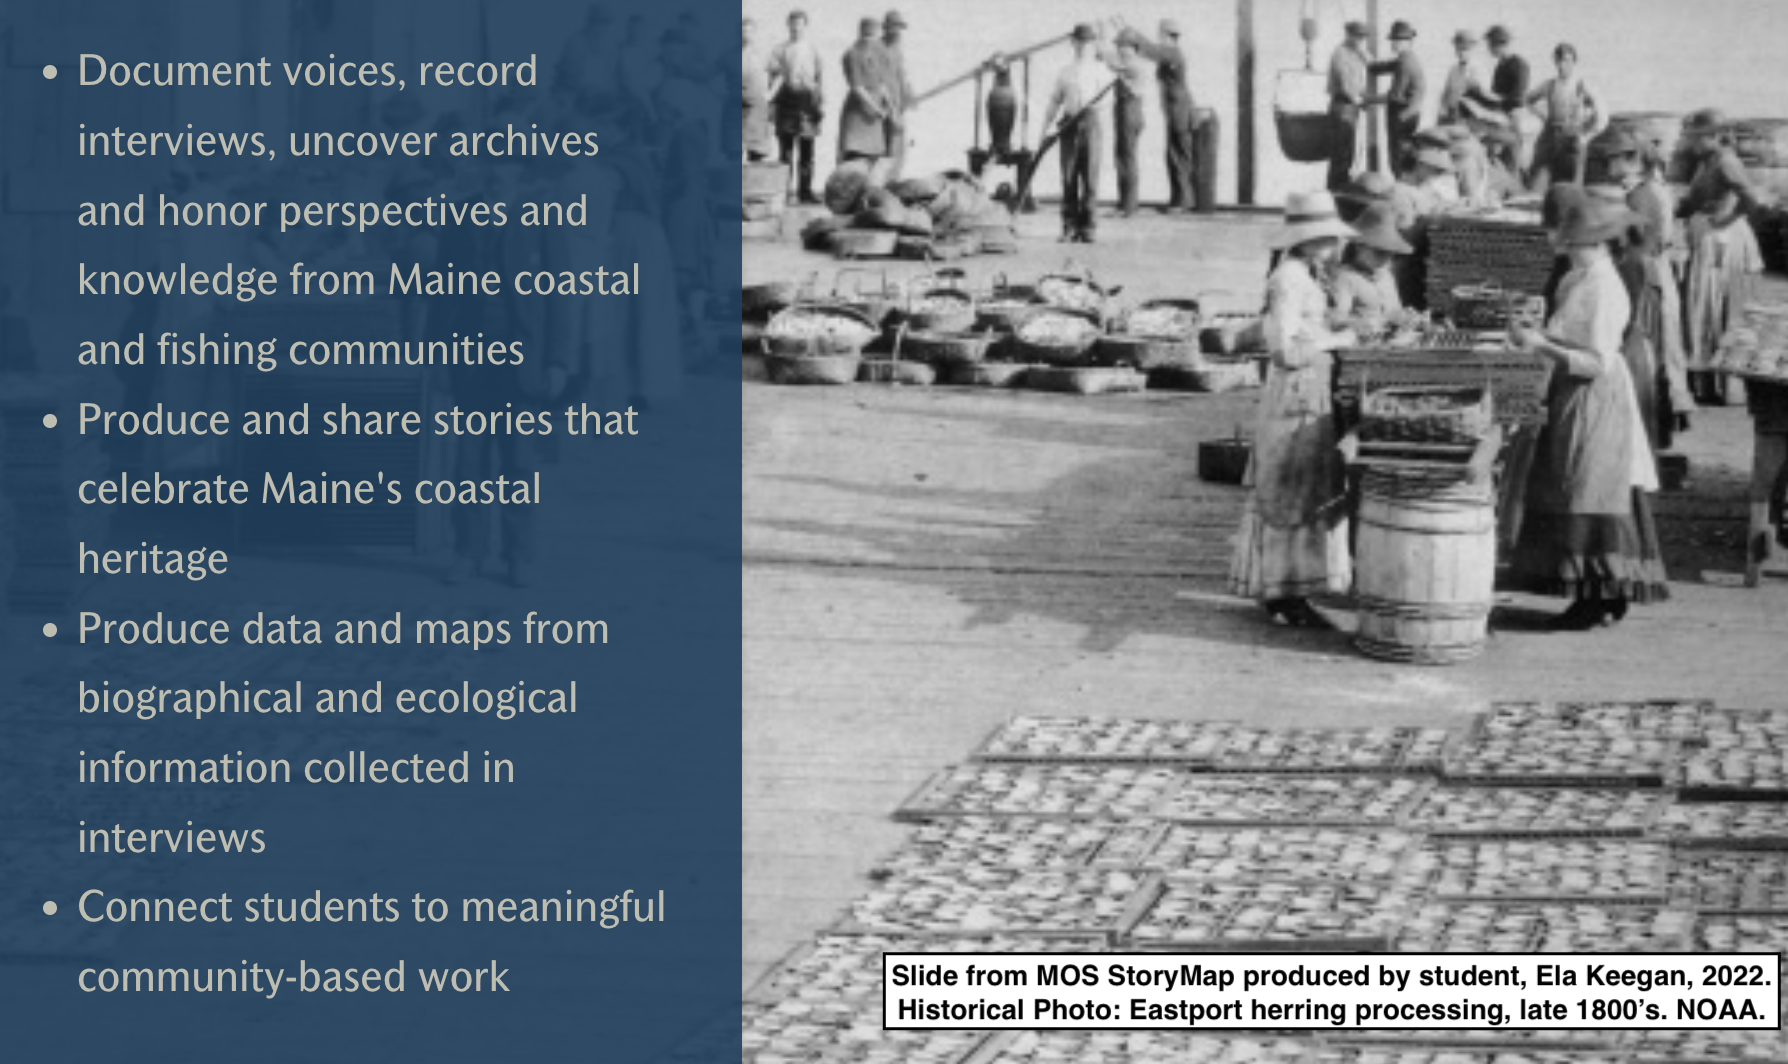 • Document voices, record
interviews, uncover archives
and honor perspectives and
knowledge from Maine coastal
and fishing communities
• Produce and share stories that
celebrate Maine's coastal
heritage
• Produce data and maps from
biographical and ecological
information collected in
interviews
• Connect students to meaningful
community-based work
Slide from MOS StoryMap produced by student, Ela Keegan, 2022.
Historical Photo: Eastport herring processing, late 1800’s. NOAA.